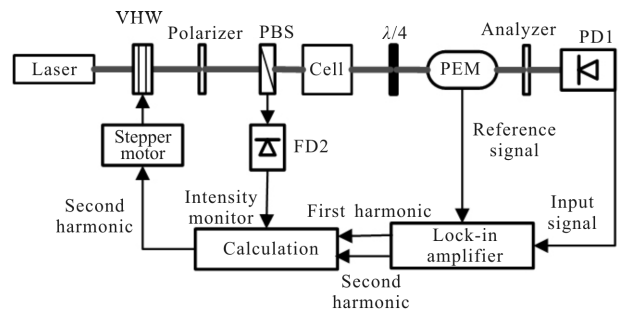 VHW
Polarizer
PBS
λ/4
Analyzer
PD1
Laser
Cell
PEM
Stepper
motor
FD2
Reference
signal
Second
harmonic
Intensity
monitor
First harmonic
Input
signal
Calculation
Lock-in
amplifier
Second
harmonic